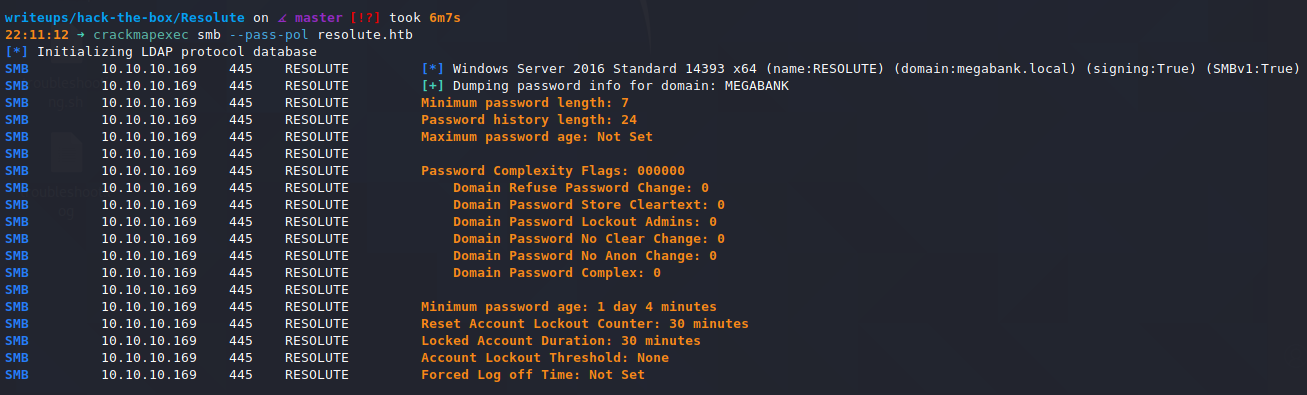 writeups/hack-the-box/Resolute on master [!?] took 6m7s
22:11:12 → crackmapexec smb --pass-pol resolute.htb
[*] Initializing LDAP protocol database
SMB 10.10.10.169 445 RESOLUTE [*] Windows Server 2016 Standard 14393 x64 (name:RESOLUTE) (domain:megabank.local) (signing:True) (SMBv1:True)
SMB 10.10.10.169 445 RESOLUTE [+] Dumping password info for domain: MEGABANK
SMB 10.10.10.169 445 RESOLUTE Minimum password length: 7
SMB 10.10.10.169 445 RESOLUTE Password history length: 24
SMB 10.10.10.169 445 RESOLUTE Maximum password age: Not Set
SMB 10.10.10.169 445 RESOLUTE
SMB 10.10.10.169 445 RESOLUTE Password Complexity Flags: 000000
SMB 10.10.10.169 445 RESOLUTE Domain Refuse Password Change: 0
SMB 10.10.10.169 445 RESOLUTE Domain Password Store Cleartext: 0
SMB 10.10.10.169 445 RESOLUTE Domain Password Lockout Admins: 0
SMB 10.10.10.169 445 RESOLUTE Domain Password No Clear Change: 0
SMB 10.10.10.169 445 RESOLUTE Domain Password No Anon Change: 0
SMB 10.10.10.169 445 RESOLUTE Domain Password Complex: 0
SMB 10.10.10.169 445 RESOLUTE
SMB 10.10.10.169 445 RESOLUTE Minimum password age: 1 day 4 minutes
SMB 10.10.10.169 445 RESOLUTE Reset Account Lockout Counter: 30 minutes
SMB 10.10.10.169 445 RESOLUTE Locked Account Duration: 30 minutes
SMB 10.10.10.169 445 RESOLUTE Account Lockout Threshold: None
SMB 10.10.10.169 445 RESOLUTE Forced Log off Time: Not Set